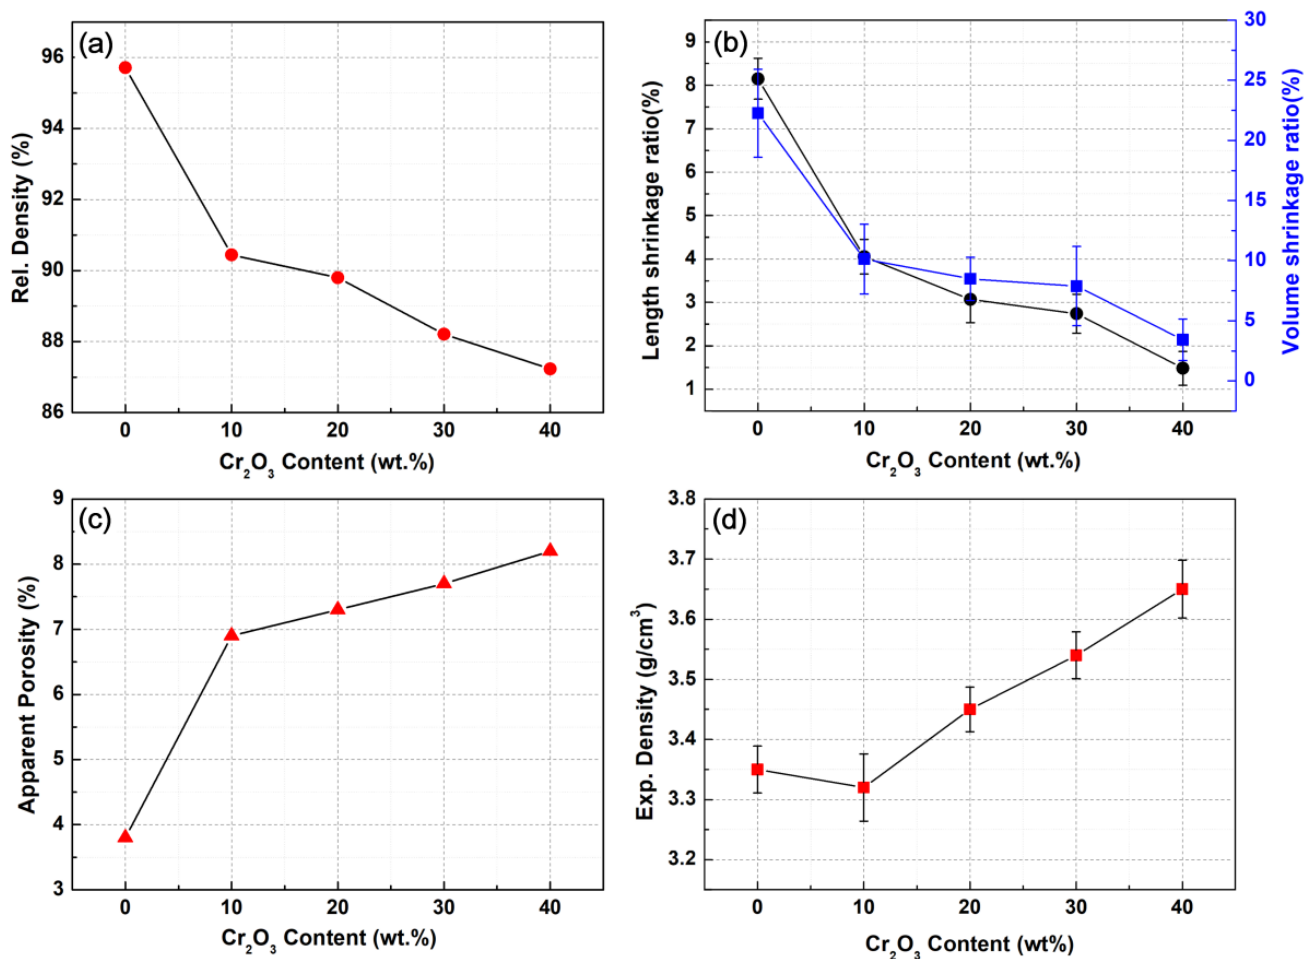 (a)
96
94
92
90
88
86
Rel. Density (%)
0 10 20 30 40
Cr₂O₃ Content (wt.%)
(b)
9
8
7
6
5
4
3
2
1
Length shrinkage ratio(%)
30
25
20
15
10
5
0
Volume shrinkage ratio(%)
0 10 20 30 40
Cr₂O₃ Content (wt.%)
(c)
9
8
7
6
5
4
3
Apparent Porosity (%)
0 10 20 30 40
Cr₂O₃ Content (wt.%)
(d)
3.8
3.7
3.6
3.5
3.4
3.3
3.2
Exp. Density (g/cm³)
0 10 20 30 40
Cr₂O₃ Content (wt%)